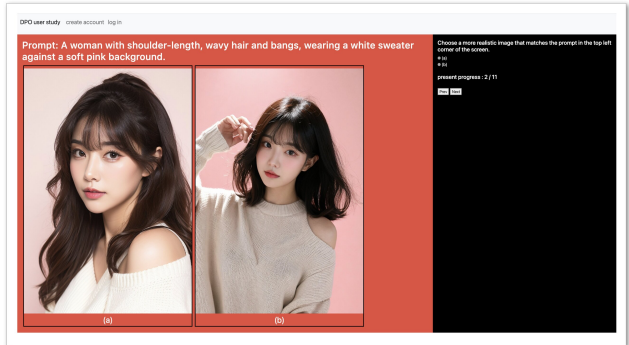 DPO user study create account log in
Prompt: A woman with shoulder-length, wavy hair and bangs, wearing a white sweater
against a soft pink background.
(a)
(b)
Choose a more realistic image that matches the prompt in the top left
corner of the screen.
(a)
(b)
present progress : 2 / 11
Prev Next